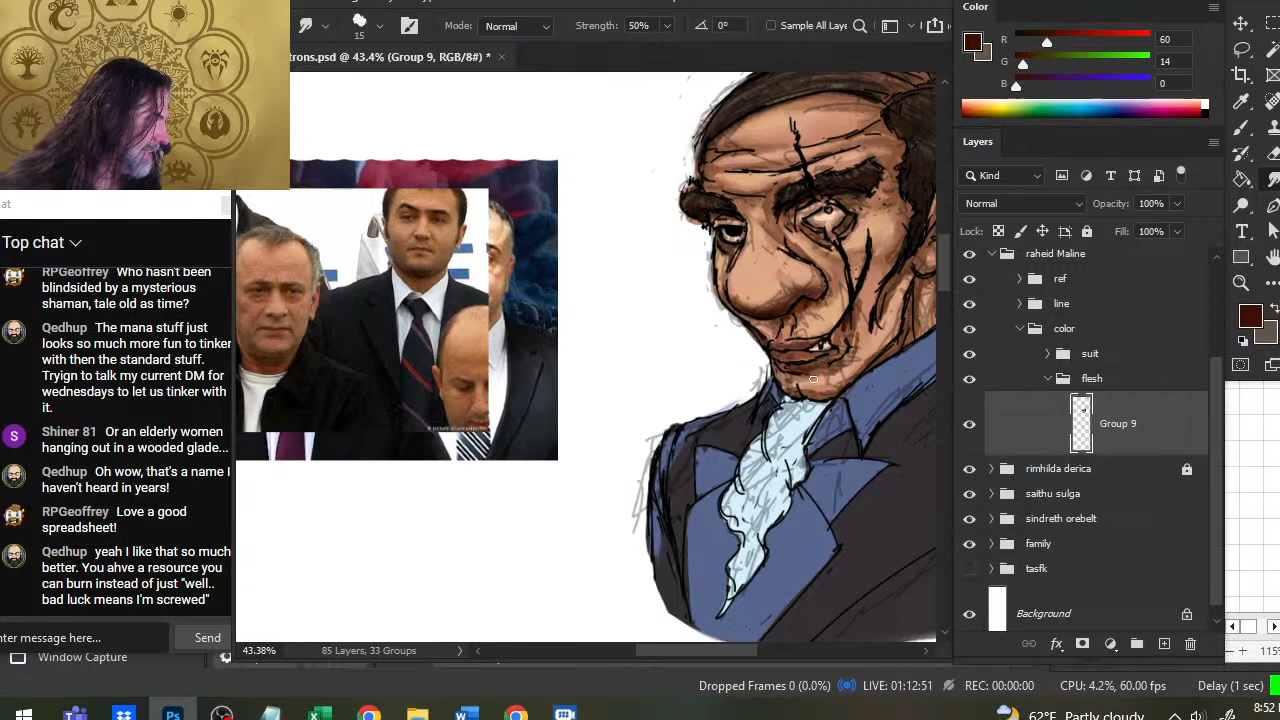 15
Mode:
Normal
Strength:
50%
0°
Sample All Laye
trons.psd @ 43.4% (Group 9, RGB/8#) *
at
Top chat
RPGeoffrey Who hasn't been
blindsided by a mysterious
shaman, tale old as time?
Qedhup The mana stuff just
looks so much more fun to tinker
with then the standard stuff.
Tryign to talk my current DM for
wednesdays to let us tinker with
it.
S
Shiner 81 Or an elderly women
hanging out in a wooded glade...
Qedhup Oh wow, that's a name I
haven't heard in years!
RPGeoffrey Love a good
spreadsheet!
Qedhup yeah I like that so much
better. You ahve a resource you
can burn instead of just "well..
bad luck means I'm screwed"
nter message here...
Send
Window Capture
43.38%
85 Layers, 33 Groups
Color
R 60
G 14
B 0
Layers
Kind
Normal
Opacity: 100%
Lock:
Fill: 100%
raheid Maline
ref
line
color
suit
flesh
Group 9
rimhilda derica
saithu sulga
sindreth orebelt
family
tasfk
Background
fx
115%
Dropped Frames 0 (0.0%)
LIVE: 01:12:51
REC: 00:00:00
CPU: 4.2%, 60.00 fps
Delay (1 sec)
62°F Partly cloudy
8:52